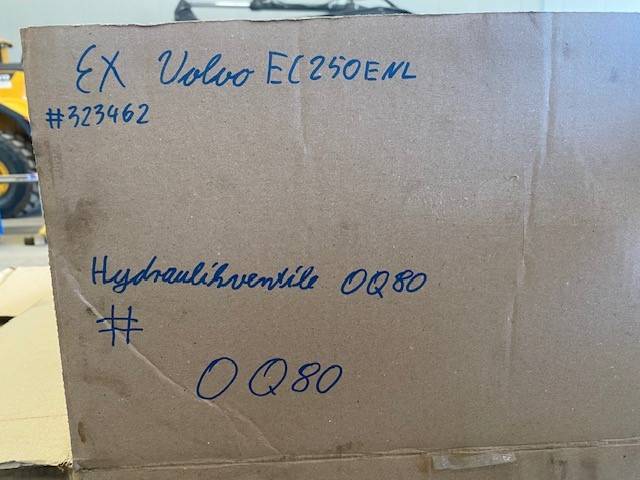 EX Volvo EC250ENL
#323462
Hydraulikventile OQ80
#
OQ80